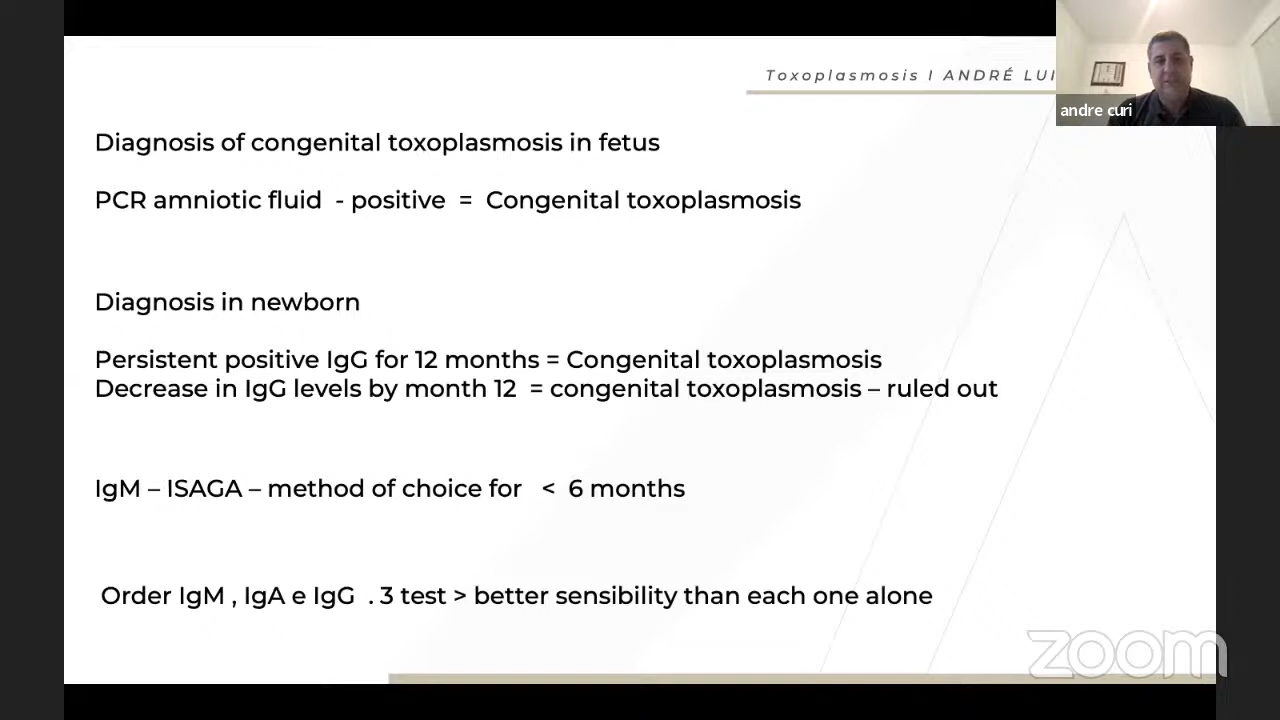 Toxoplasmosis I ANDRÉ LUI
andre curi
Diagnosis of congenital toxoplasmosis in fetus
PCR amniotic fluid - positive = Congenital toxoplasmosis
Diagnosis in newborn
Persistent positive IgG for 12 months = Congenital toxoplasmosis
Decrease in IgG levels by month 12 = congenital toxoplasmosis – ruled out
IgM – ISAGA – method of choice for < 6 months
Order IgM , IgA e IgG . 3 test > better sensibility than each one alone
zoom